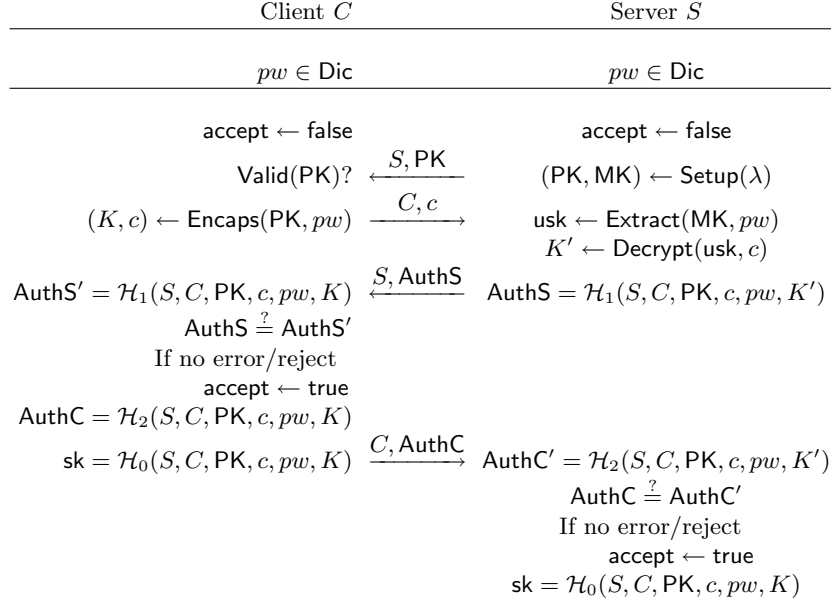 Client C Server S
pw ∈ Dic pw ∈ Dic
accept ← false accept ← false
Valid(PK)? S, PK (PK, MK) ← Setup(λ)
(K, c) ← Encaps(PK, pw) C, c usk ← Extract(MK, pw)
K′ ← Decrypt(usk, c)
AuthS′ = H₁(S, C, PK, c, pw, K) S, AuthS AuthS = H₁(S, C, PK, c, pw, K′)
AuthS ≟ AuthS′
If no error/reject
accept ← true
AuthC = H₂(S, C, PK, c, pw, K)
sk = H₀(S, C, PK, c, pw, K) C, AuthC AuthC′ = H₂(S, C, PK, c, pw, K′)
AuthC ≟ AuthC′
If no error/reject
accept ← true
sk = H₀(S, C, PK, c, pw, K)